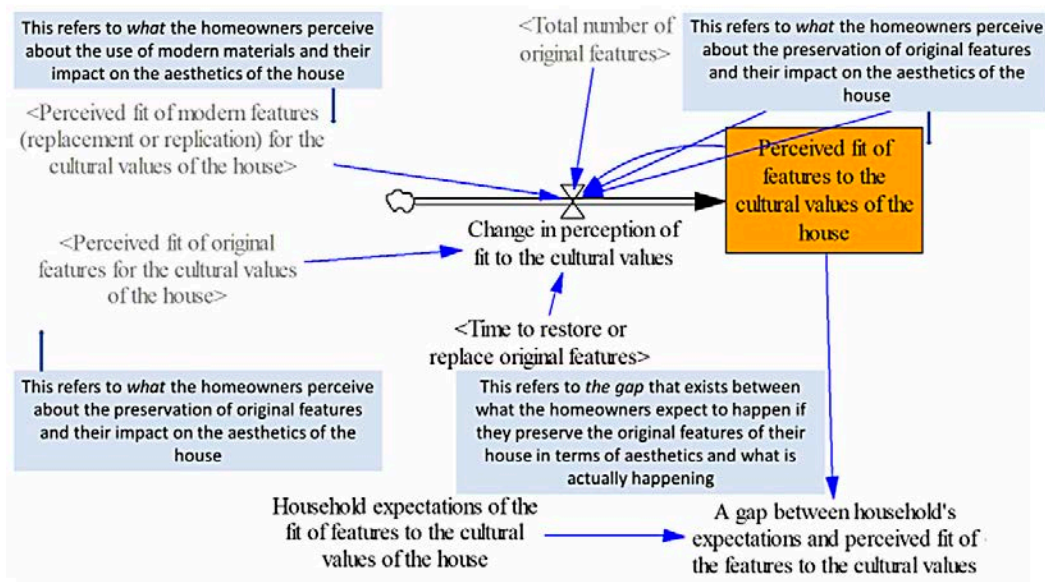 This refers to what the homeowners perceive
about the use of modern materials and their
impact on the aesthetics of the house
<Total number of
original features>
This refers to what the homeowners perceive
about the preservation of original features
and their impact on the aesthetics of the
house
<Perceived fit of modern features
(replacement or replication) for the
cultural values of the house>
Perceived fit of
features to the
cultural values of the
house
Change in perception of
fit to the cultural values
<Perceived fit of original
features for the cultural values
of the house>
<Time to restore or
replace original features>
This refers to what the homeowners perceive
about the preservation of original features
and their impact on the aesthetics of the
house
This refers to the gap that exists between
what the homeowners expect to happen if
they preserve the original features of their
house in terms of aesthetics and what is
actually happening
Household expectations of the
fit of features to the cultural
values of the house
A gap between household's
expectations and perceived fit of
the features to the cultural values